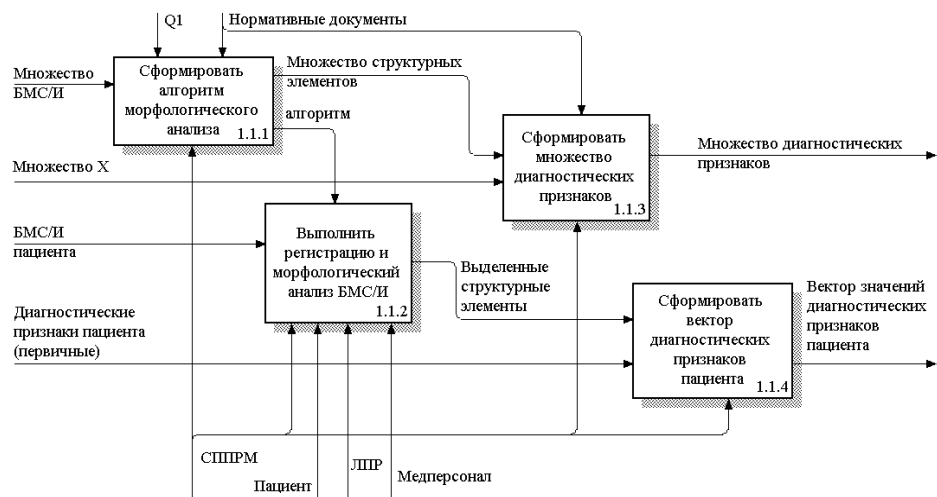 Q1
Нормативные документы
Множество
БМС/И
Сформировать
алгоритм
морфологического
анализа
1.1.1
Множество структурных
элементов
алгоритм
Сформировать
множество
диагностических
признаков
1.1.3
Множество диагностических
признаков
Множество X
БМС/И
пациента
Выполнить
регистрацию и
морфологический
анализ БМС/И
1.1.2
Выделенные
структурные
элементы
Диагностические
признаки пациента
(первичные)
Сформировать
вектор
диагностических
признаков
пациента
1.1.4
Вектор значений
диагностических
признаков
пациента
СППРМ
Пациент
ЛПР
Медперсонал